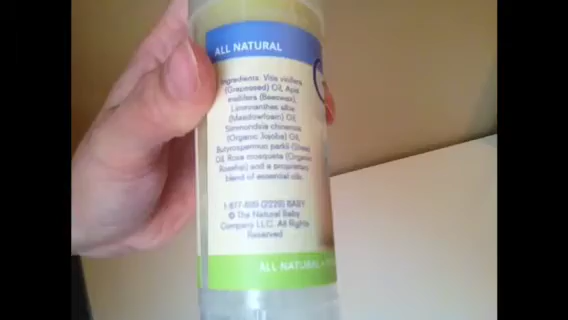 ALL NATURAL
Ingredients: Vitis vinifera
(Grapeseed) Oil, Apis
mellifera (Beeswax),
Limnanthes alba
(Meadowfoam) Oil,
Simmondsia chinensis
(Organic Jojoba) Oil,
Butyrospermum parkii (Shea)
Oil, Rosa mosqueta (Organic
Rosehip) and a proprietary
blend of essential oils.
BABY
© The Natural Baby
Company LLC. All Rights
Reserved
ALL NATURAL